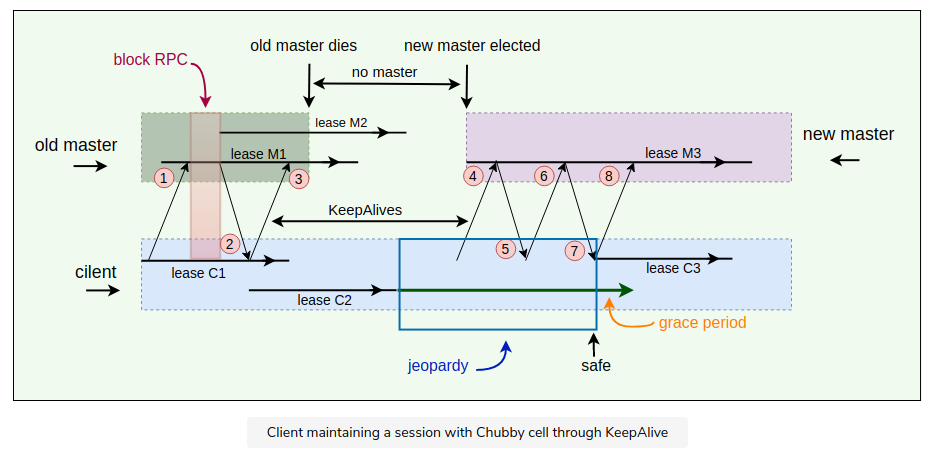 old master dies
new master elected
block RPC
no master
lease M2
old master
new master
lease M1
lease M3
1
3
4
6
8
KeepAlives
2
5
7
cilent
lease C1
lease C3
lease C2
grace period
jeopardy
safe
Client maintaining a session with Chubby cell through KeepAlive